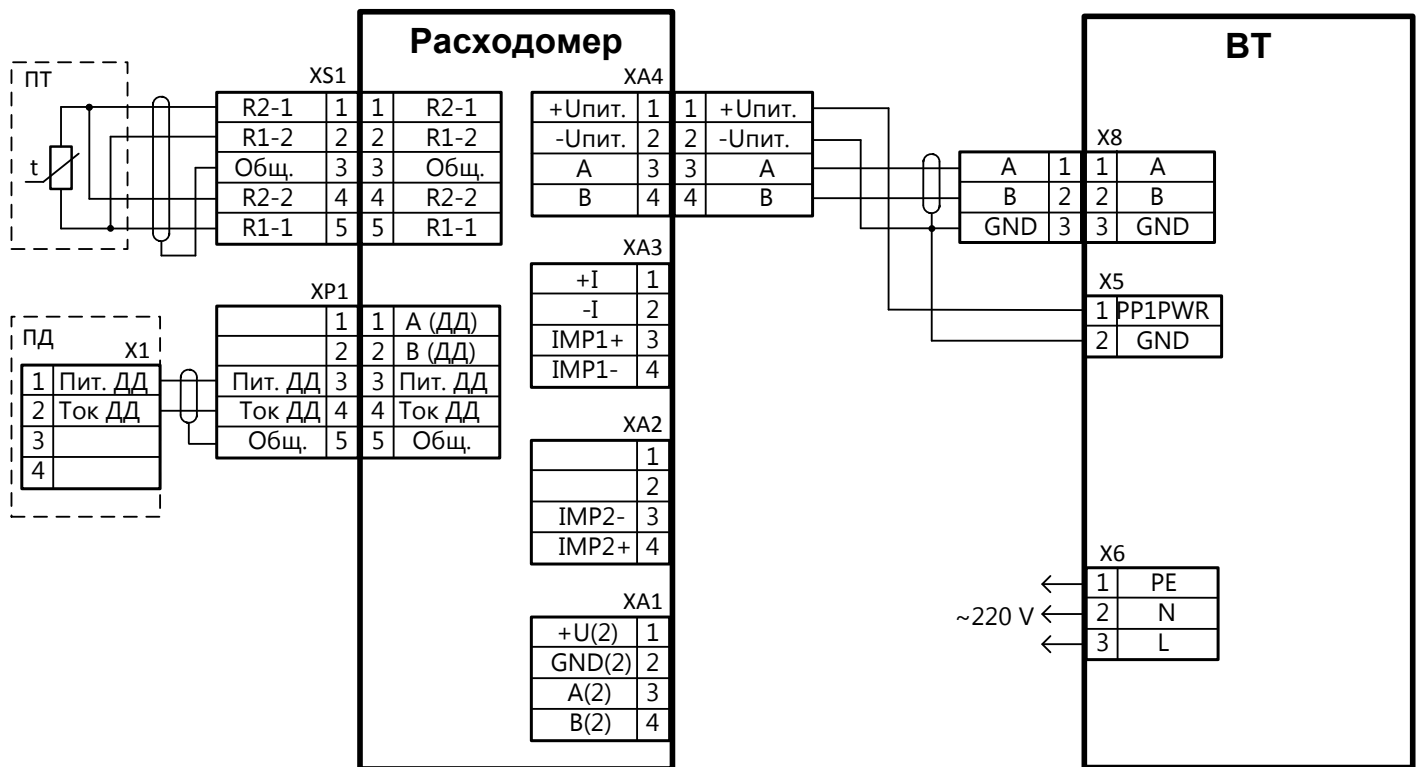 Расходомер
ВТ
ПТ
t
XS1
R2-1 1 1 R2-1
R1-2 2 2 R1-2
Общ. 3 3 Общ.
R2-2 4 4 R2-2
R1-1 5 5 R1-1
XA4
+Uпит. 1 1 +Uпит.
-Uпит. 2 2 -Uпит.
A 3 3 A
B 4 4 B
X8
A 1 1 A
B 2 2 B
GND 3 3 GND
XA3
+I 1
-I 2
IMP1+ 3
IMP1- 4
X5
1 PP1PWR
2 GND
ПД
X1
1 Пит. ДД
2 Ток ДД
3
4
XP1
1 1 А (ДД)
2 2 В (ДД)
Пит. ДД 3 3 Пит. ДД
Ток ДД 4 4 Ток ДД
Общ. 5 5 Общ.
XA2
1
2
IMP2- 3
IMP2+ 4
XA1
+U(2) 1
GND(2) 2
A(2) 3
B(2) 4
X6
~220 V
1 PE
2 N
3 L